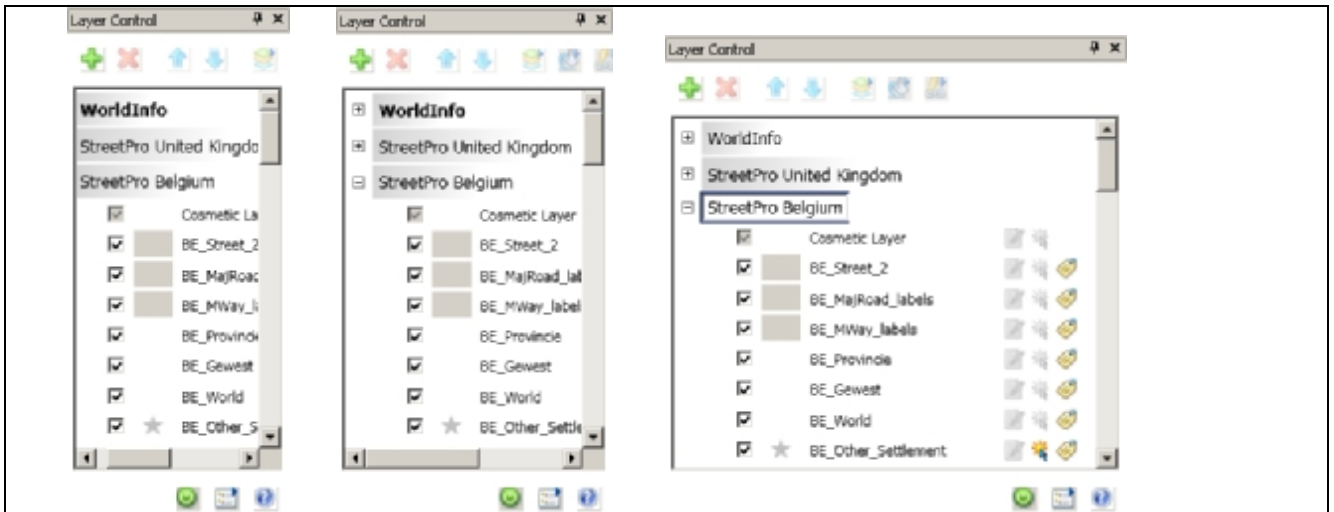 Layer Control
WorldInfo
StreetPro United Kingdo
StreetPro Belgium
Cosmetic La
BE_Street_2
BE_MajRoad
BE_MWay_l
BE_Provincie
BE_Gewest
BE_World
BE_Other_S
Layer Control
WorldInfo
StreetPro United Kingdom
StreetPro Belgium
Cosmetic Layer
BE_Street_2
BE_MajRoad_lab
BE_MWay_label
BE_Provincie
BE_Gewest
BE_World
BE_Other_Settle
Layer Control
WorldInfo
StreetPro United Kingdom
StreetPro Belgium
Cosmetic Layer
BE_Street_2
BE_MajRoad_labels
BE_MWay_labels
BE_Provincie
BE_Gewest
BE_World
BE_Other_Settlement